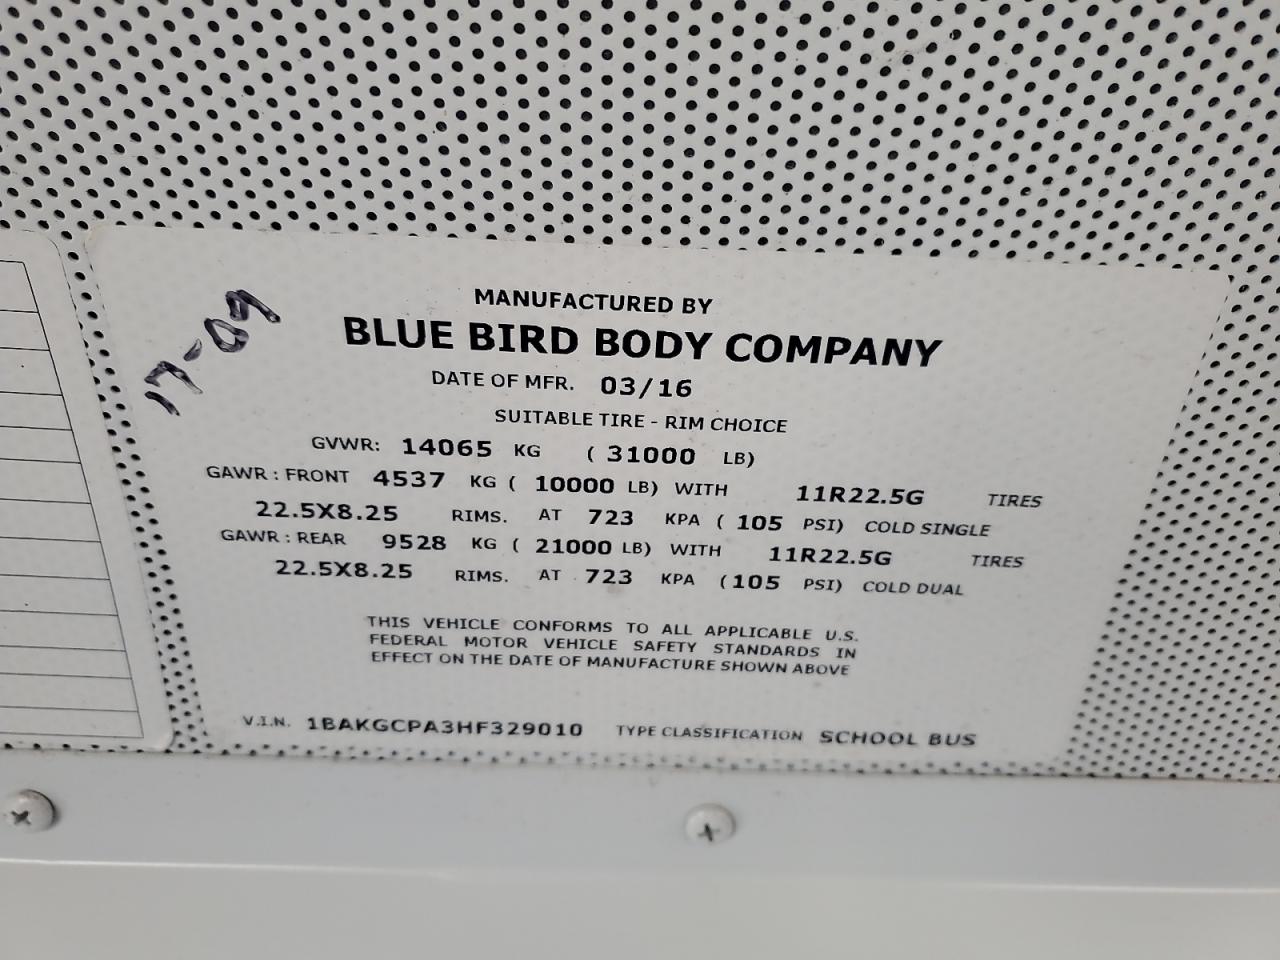 17-09
MANUFACTURED BY
BLUE BIRD BODY COMPANY
DATE OF MFR. 03/16
SUITABLE TIRE - RIM CHOICE
GVWR: 14065 KG ( 31000 LB)
GAWR : FRONT 4537 KG ( 10000 LB) WITH 11R22.5G TIRES
22.5X8.25 RIMS. AT 723 KPA ( 105 PSI) COLD SINGLE
GAWR : REAR 9528 KG ( 21000 LB) WITH 11R22.5G TIRES
22.5X8.25 RIMS. AT 723 KPA (105 PSI) COLD DUAL
THIS VEHICLE CONFORMS TO ALL APPLICABLE U.S.
FEDERAL MOTOR VEHICLE SAFETY STANDARDS IN
EFFECT ON THE DATE OF MANUFACTURE SHOWN ABOVE
V.I.N. 1BAKGCPA3HF329010 TYPE CLASSIFICATION SCHOOL BUS